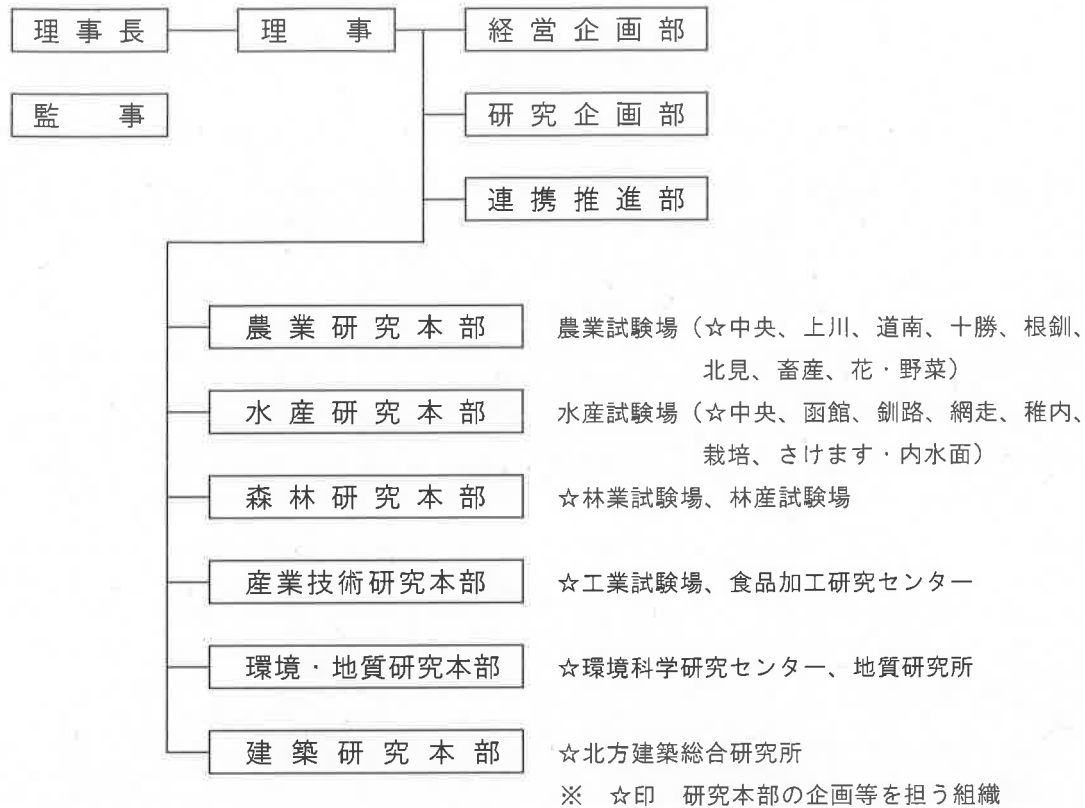 理事長 理事 経営企画部
監事 研究企画部
連携推進部
農業研究本部 農業試験場（☆中央、上川、道南、十勝、根釧、
北見、畜産、花・野菜）
水産研究本部 水産試験場（☆中央、函館、釧路、網走、稚内、
栽培、さけます・内水面）
森林研究本部 ☆林業試験場、林産試験場
産業技術研究本部 ☆工業試験場、食品加工研究センター
環境・地質研究本部 ☆環境科学研究センター、地質研究所
建築研究本部 ☆北方建築総合研究所
※ ☆印 研究本部の企画等を担う組織